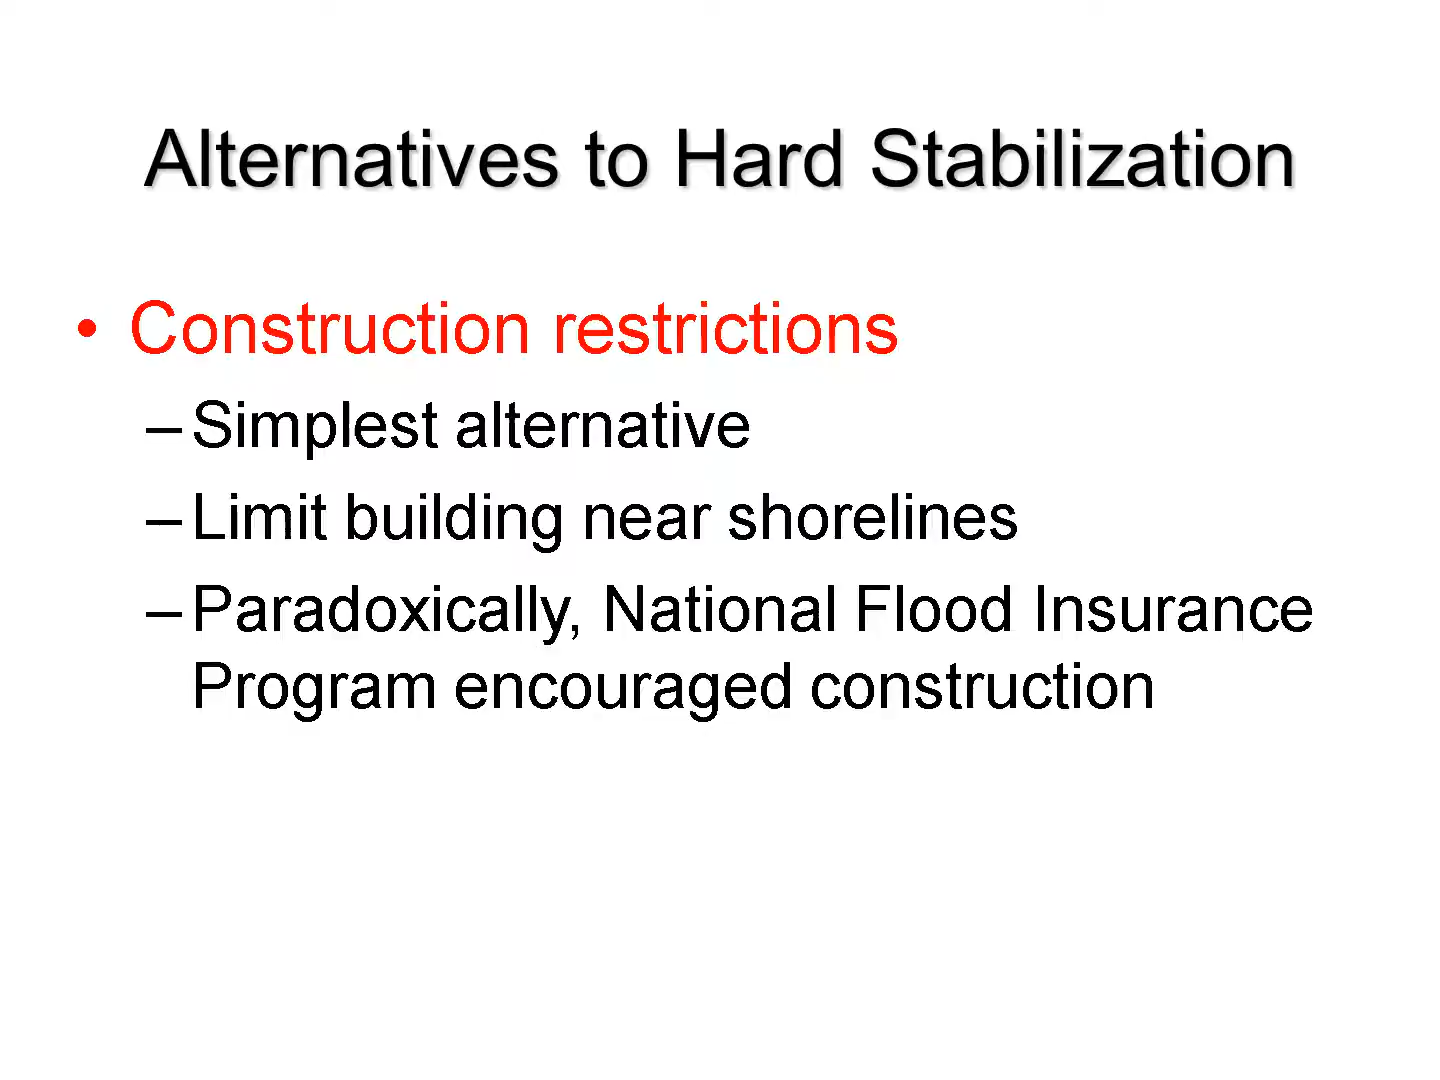 Alternatives to Hard Stabilization
• Construction restrictions
– Simplest alternative
– Limit building near shorelines
– Paradoxically, National Flood Insurance
Program encouraged construction